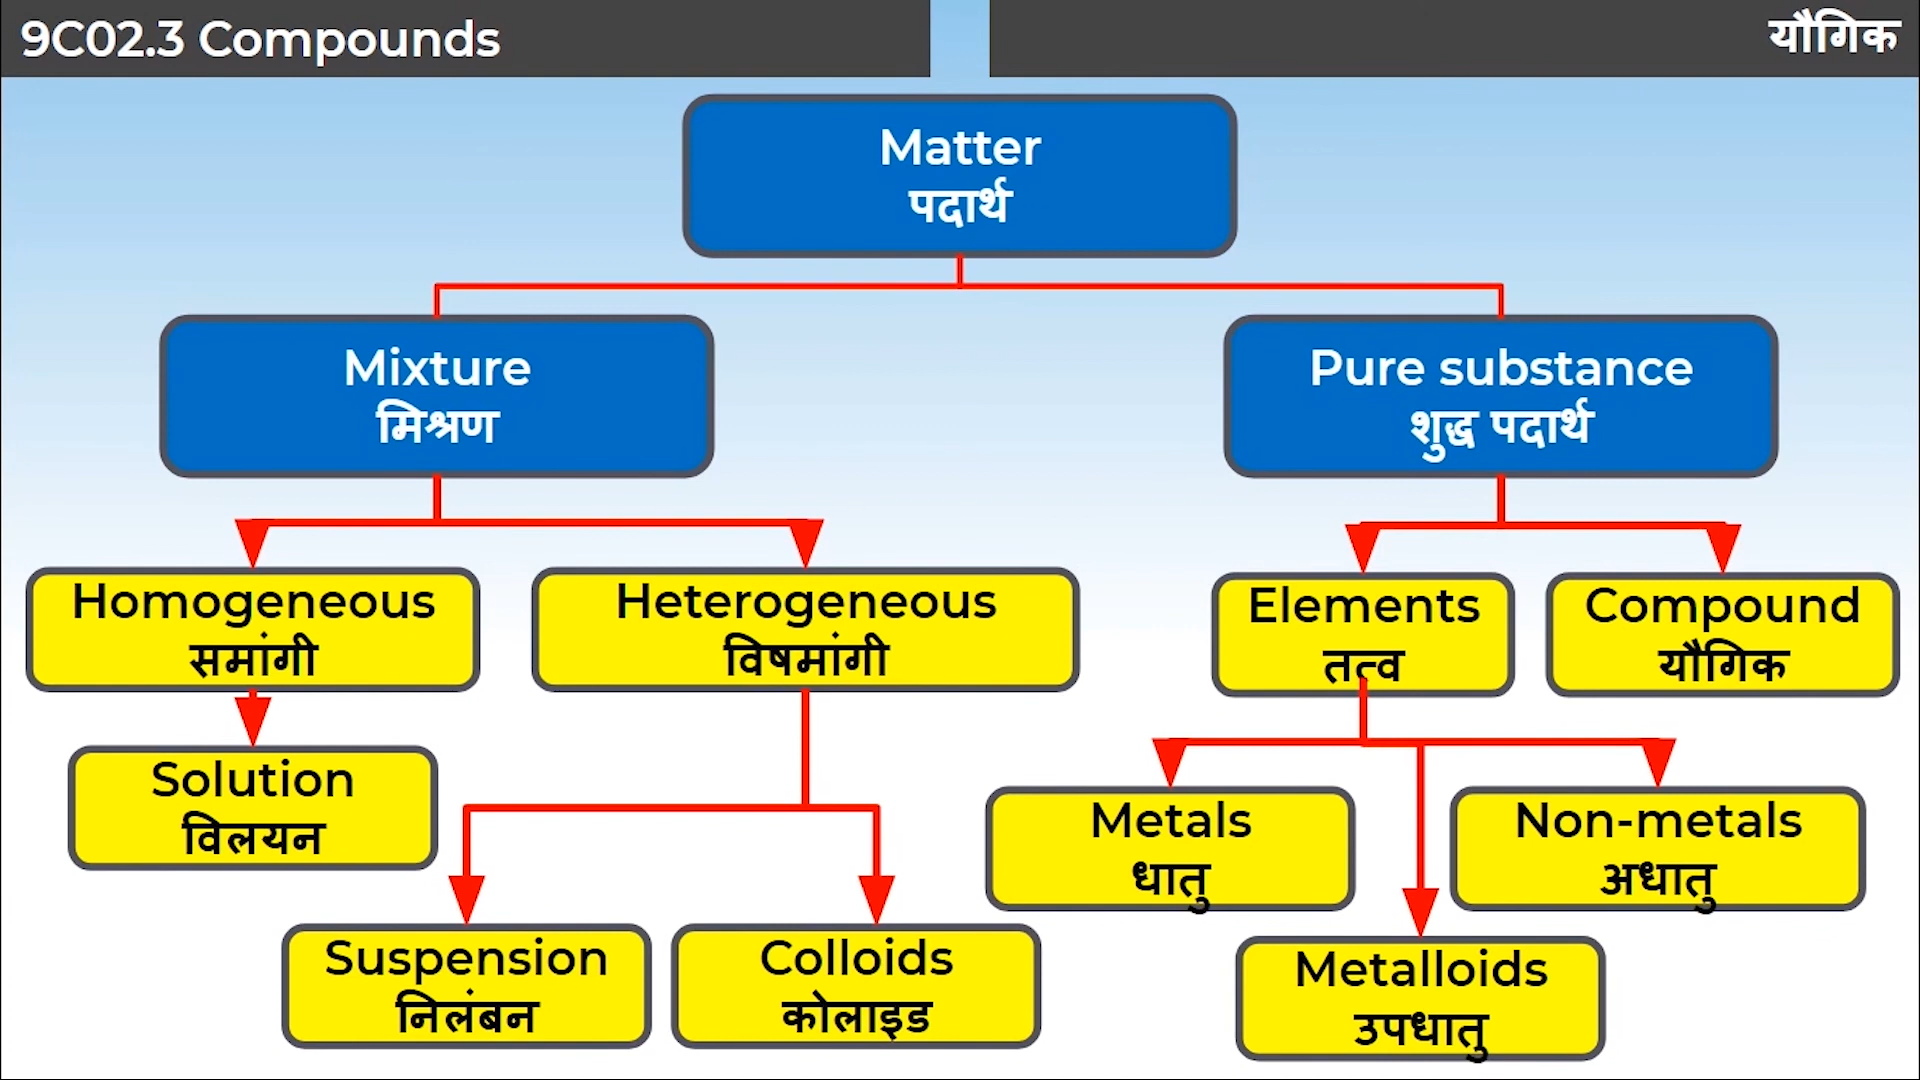 9C02.3 Compounds
यौगिक
Matter
पदार्थ
Mixture
मिश्रण
Pure substance
शुद्ध पदार्थ
Homogeneous
समांगी
Heterogeneous
विषमांगी
Elements
तत्व
Compound
यौगिक
Solution
विलयन
Metals
धातु
Non-metals
अधातु
Suspension
निलंबन
Colloids
कोलाइड
Metalloids
उपधातु